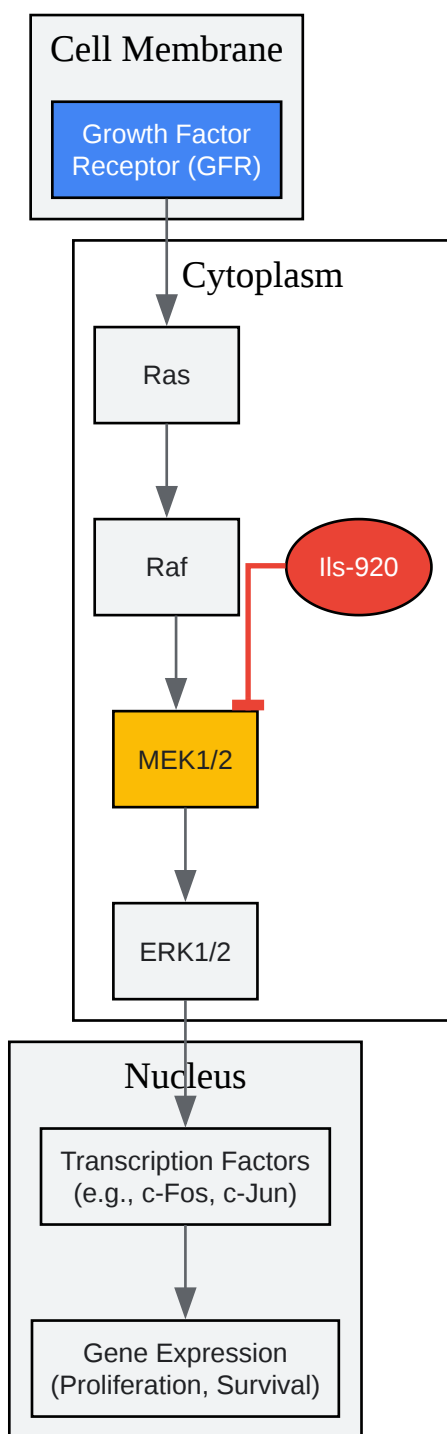 Cell Membrane
Growth Factor
Receptor (GFR)
Cytoplasm
Ras
Raf
Ils-920
MEK1/2
ERK1/2
Nucleus
Transcription Factors
(e.g., c-Fos, c-Jun)
Gene Expression
(Proliferation, Survival)